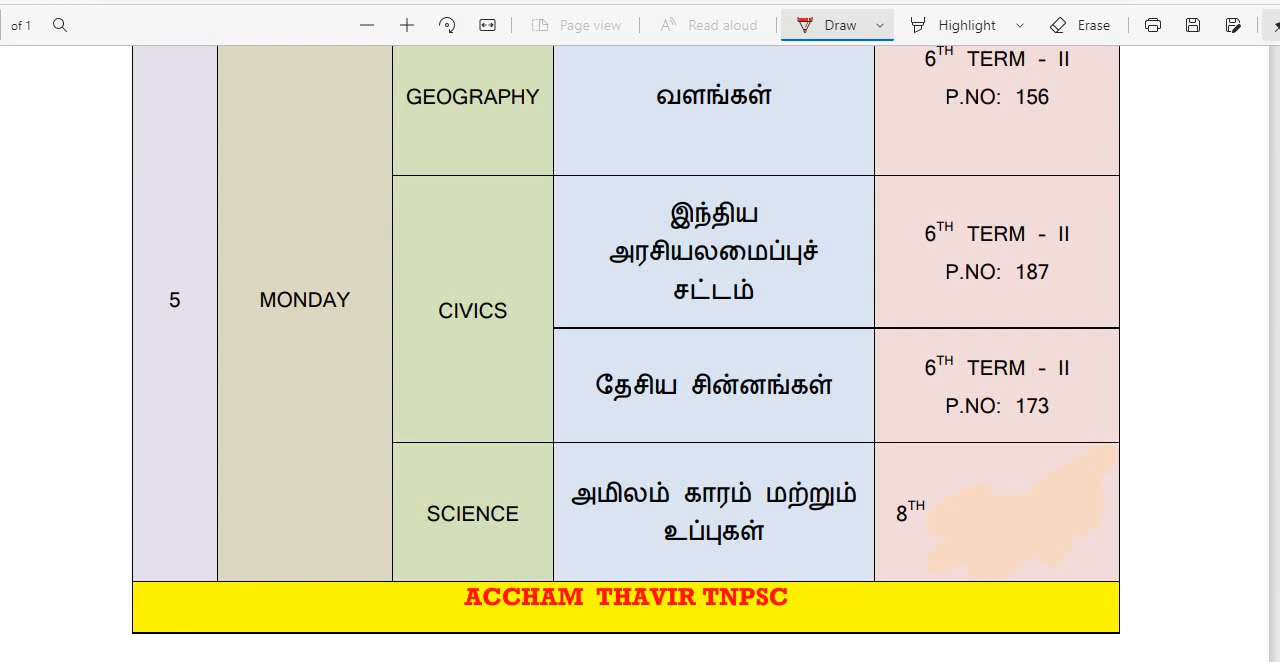 of 1 Page view Read aloud Draw Highlight Erase
6TH TERM - II
GEOGRAPHY வளங்கள் P.NO: 156
இந்திய
6TH TERM - II
அரசியலமைப்புச்
P.NO: 187
சட்டம்
5 MONDAY CIVICS
6TH TERM - II
தேசிய சின்னங்கள்
P.NO: 173
அமிலம் காரம் மற்றும்
SCIENCE 8TH
உப்புகள்
ACCHAM THAVIR TNPSC